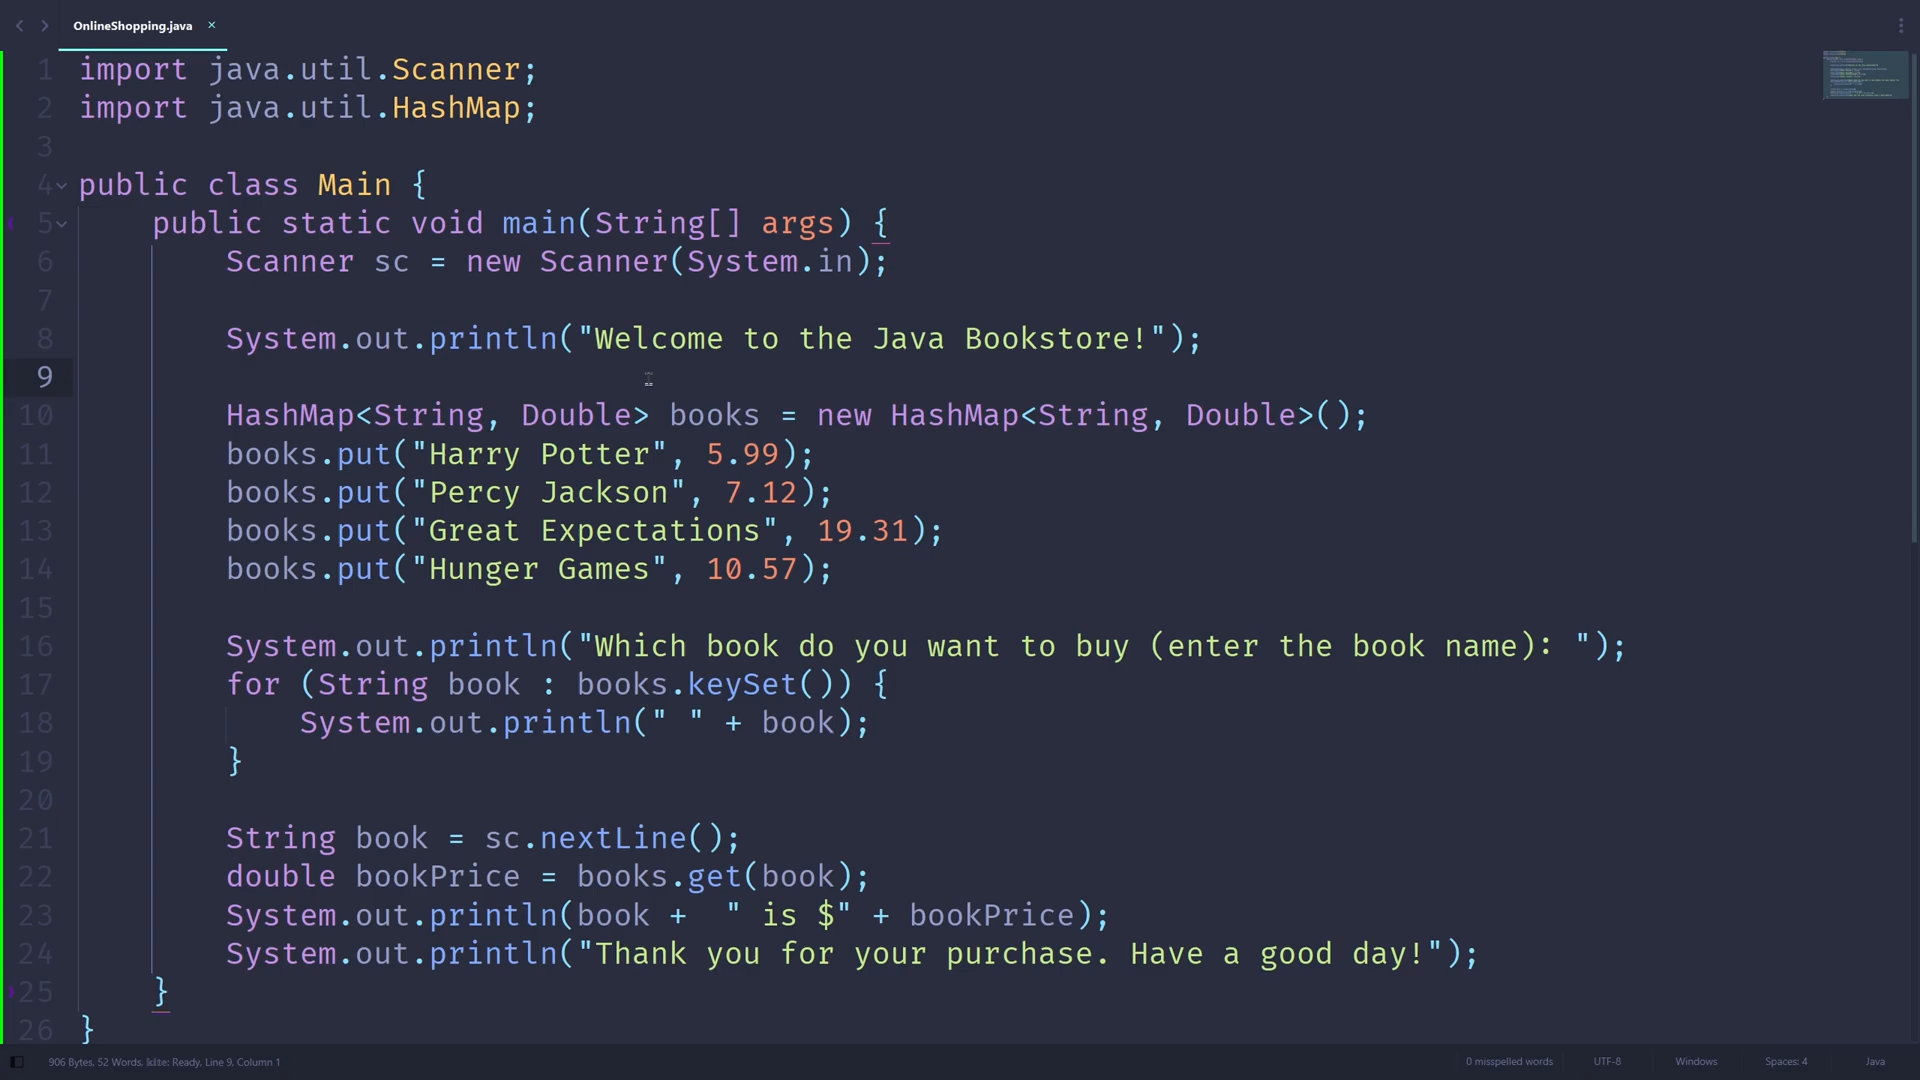 OnlineShopping.java ×
1 import java.util.Scanner;
2 import java.util.HashMap;
3
4 public class Main {
5     public static void main(String[] args) {
6         Scanner sc = new Scanner(System.in);
7
8         System.out.println("Welcome to the Java Bookstore!");
9
10         HashMap<String, Double> books = new HashMap<String, Double>();
11         books.put("Harry Potter", 5.99);
12         books.put("Percy Jackson", 7.12);
13         books.put("Great Expectations", 19.31);
14         books.put("Hunger Games", 10.57);
15
16         System.out.println("Which book do you want to buy (enter the book name): ");
17         for (String book : books.keySet()) {
18             System.out.println(" " + book);
19         }
20
21         String book = sc.nextLine();
22         double bookPrice = books.get(book);
23         System.out.println(book +  " is $" + bookPrice);
24         System.out.println("Thank you for your purchase. Have a good day!");
25     }
26 }
906 Bytes, 52 Words, kite: Ready, Line 9, Column 1 0 misspelled words UTF-8 Windows Spaces: 4 Java